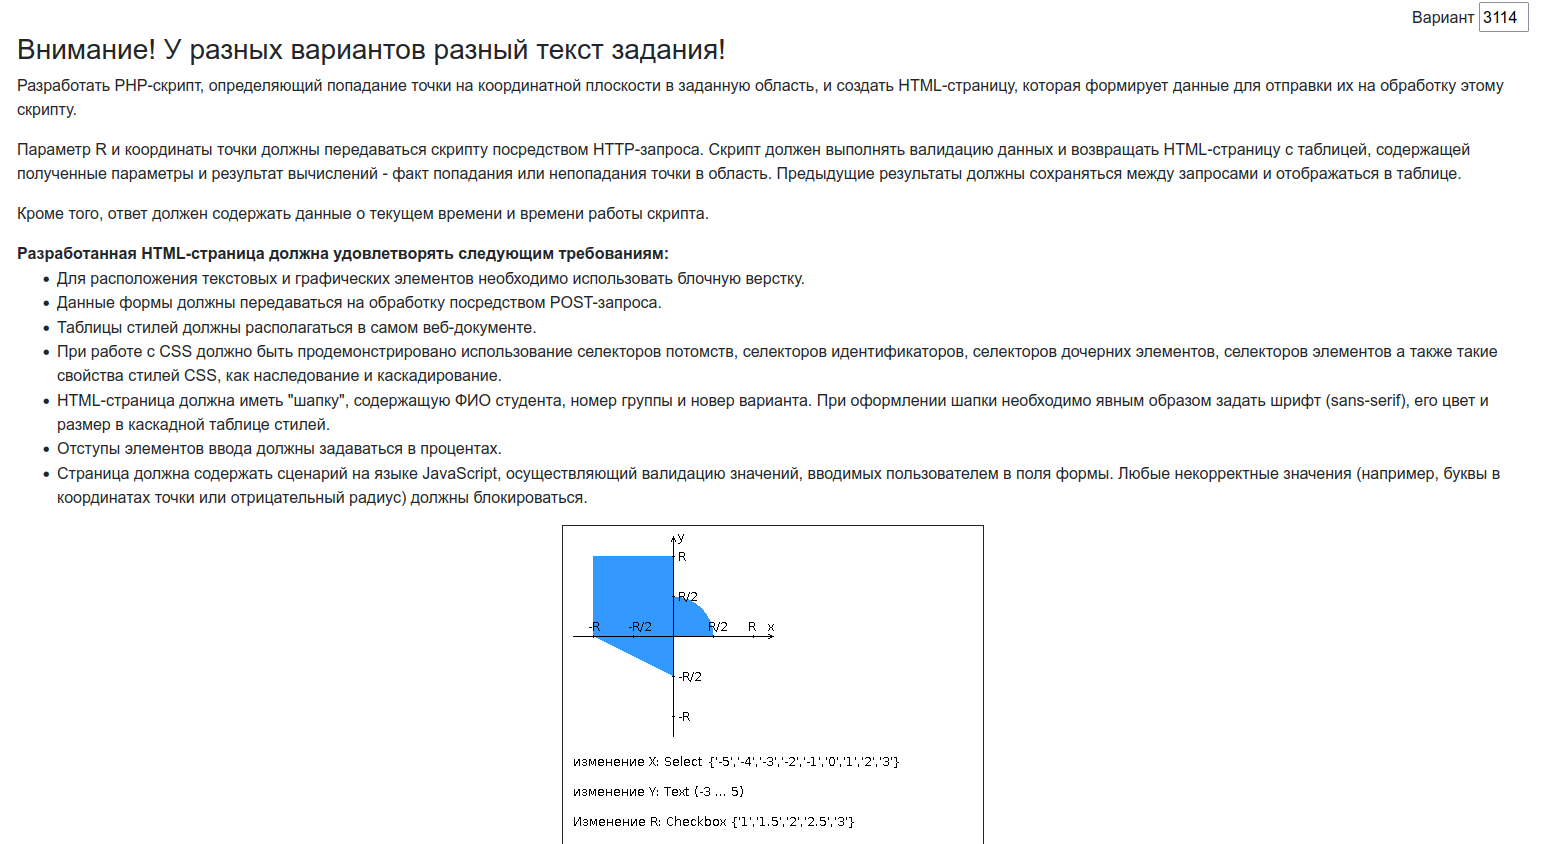 Вариант 3114
Внимание! У разных вариантов разный текст задания!
Разработать PHP-скрипт, определяющий попадание точки на координатной плоскости в заданную область, и создать HTML-страницу, которая формирует данные для отправки их на обработку этому
скрипту.
Параметр R и координаты точки должны передаваться скрипту посредством HTTP-запроса. Скрипт должен выполнять валидацию данных и возвращать HTML-страницу с таблицей, содержащей
полученные параметры и результат вычислений - факт попадания или непопадания точки в область. Предыдущие результаты должны сохраняться между запросами и отображаться в таблице.
Кроме того, ответ должен содержать данные о текущем времени и времени работы скрипта.
Разработанная HTML-страница должна удовлетворять следующим требованиям:
• Для расположения текстовых и графических элементов необходимо использовать блочную верстку.
• Данные формы должны передаваться на обработку посредством POST-запроса.
• Таблицы стилей должны располагаться в самом веб-документе.
• При работе с CSS должно быть продемонстрировано использование селекторов потомств, селекторов идентификаторов, селекторов дочерних элементов, селекторов элементов а также такие
свойства стилей CSS, как наследование и каскадирование.
• HTML-страница должна иметь "шапку", содержащую ФИО студента, номер группы и новер варианта. При оформлении шапки необходимо явным образом задать шрифт (sans-serif), его цвет и
размер в каскадной таблице стилей.
• Отступы элементов ввода должны задаваться в процентах.
• Страница должна содержать сценарий на языке JavaScript, осуществляющий валидацию значений, вводимых пользователем в поля формы. Любые некорректные значения (например, буквы в
координатах точки или отрицательный радиус) должны блокироваться.
y
R
R/2
-R -R/2 R/2 R x
-R/2
-R
изменение X: Select {'-5','-4','-3','-2','-1','0','1','2','3'}
изменение Y: Text (-3 ... 5)
Изменение R: Checkbox {'1','1.5','2','2.5','3'}